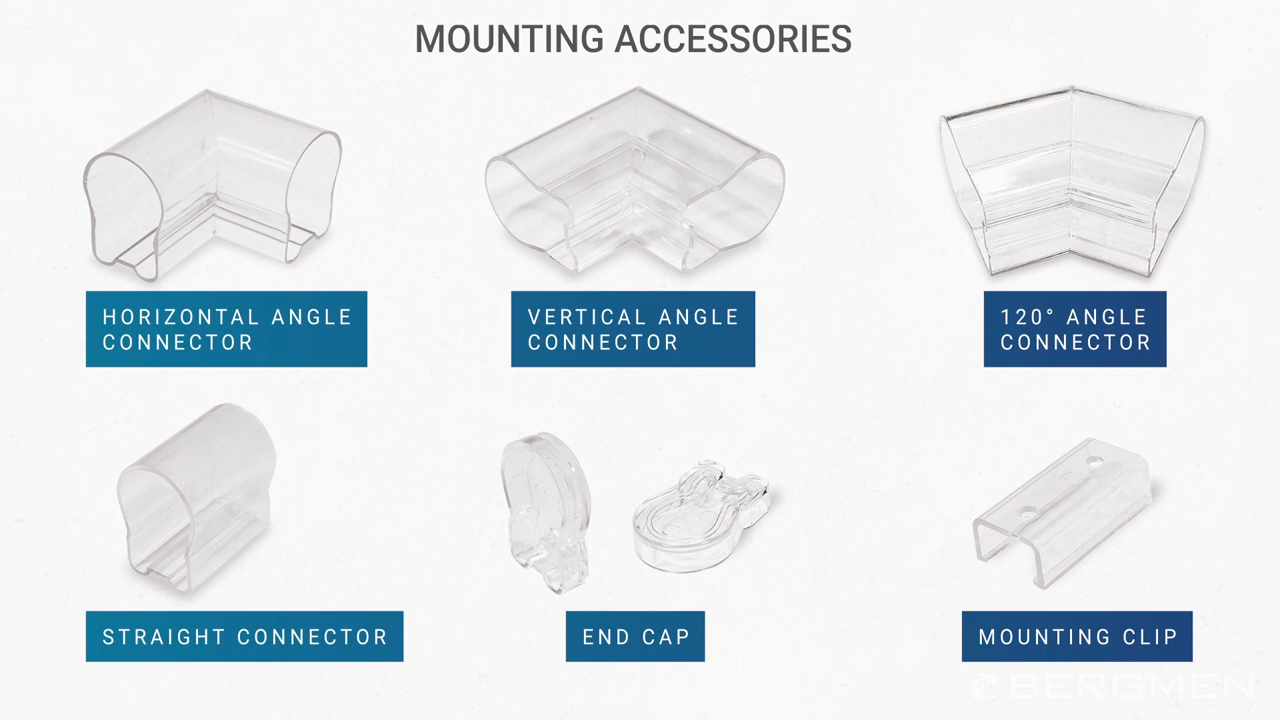 MOUNTING ACCESSORIES
HORIZONTAL ANGLE
CONNECTOR
VERTICAL ANGLE
CONNECTOR
120° ANGLE
CONNECTOR
STRAIGHT CONNECTOR
END CAP
MOUNTING CLIP
BERGMEN